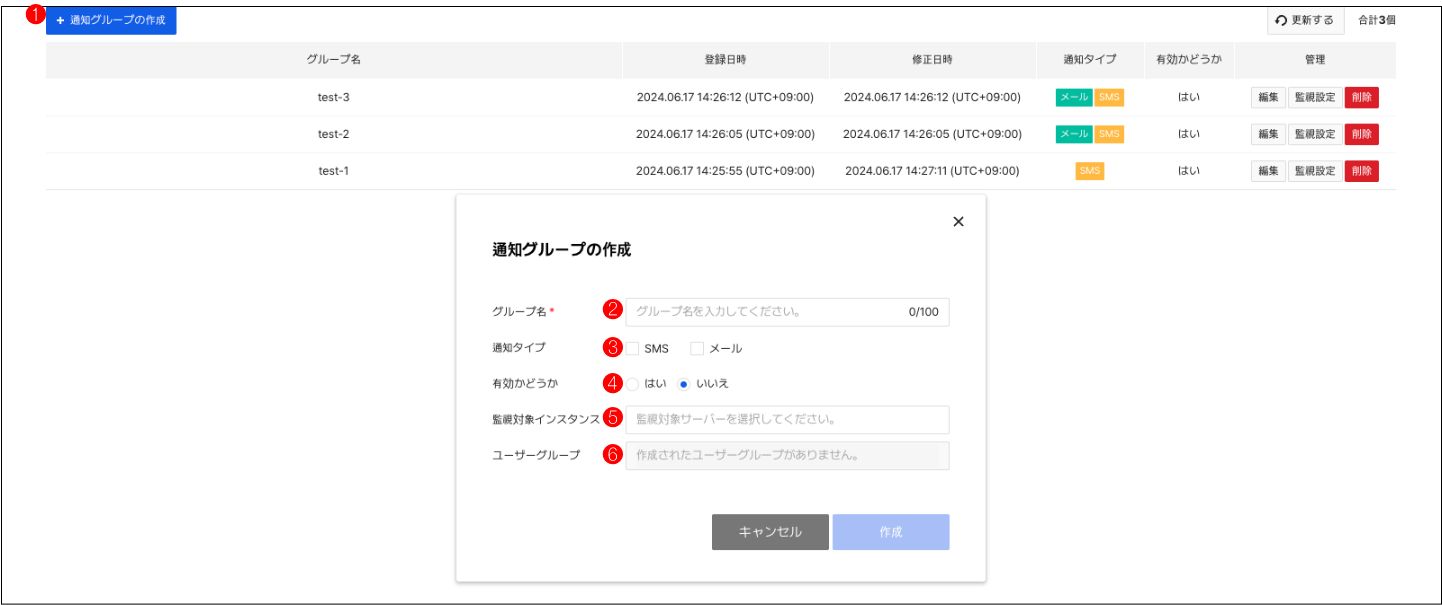 1 + 通知グループの作成 更新する 合計3個
グループ名 登録日時 修正日時 通知タイプ 有効かどうか 管理
test-3 2024.06.17 14:26:12 (UTC+09:00) 2024.06.17 14:26:12 (UTC+09:00) メール SMS はい 編集 監視設定 削除
test-2 2024.06.17 14:26:05 (UTC+09:00) 2024.06.17 14:26:05 (UTC+09:00) メール SMS はい 編集 監視設定 削除
test-1 2024.06.17 14:25:55 (UTC+09:00) 2024.06.17 14:27:11 (UTC+09:00) SMS はい 編集 監視設定 削除
通知グループの作成
グループ名 * 2 グループ名を入力してください。 0/100
通知タイプ 3 SMS メール
有効かどうか 4 はい いいえ
監視対象インスタンス 5 監視対象サーバーを選択してください。
ユーザーグループ 6 作成されたユーザーグループがありません。
キャンセル 作成